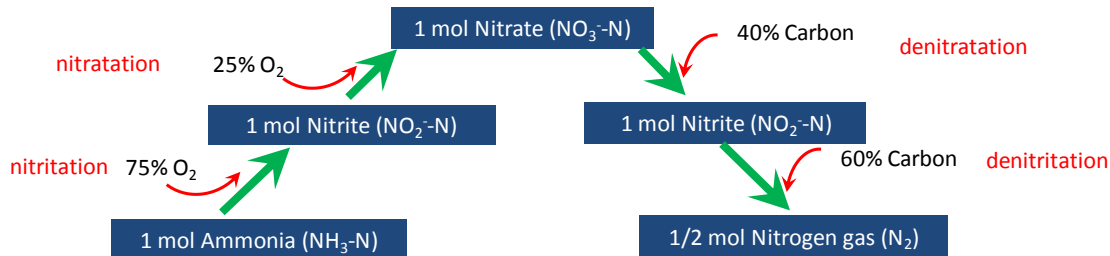 1 mol Nitrate (NO₃⁻-N)
40% Carbon
denitratation
nitratation
25% O₂
1 mol Nitrite (NO₂⁻-N)
1 mol Nitrite (NO₂⁻-N)
nitritation
75% O₂
60% Carbon
denitritation
1 mol Ammonia (NH₃-N)
1/2 mol Nitrogen gas (N₂)